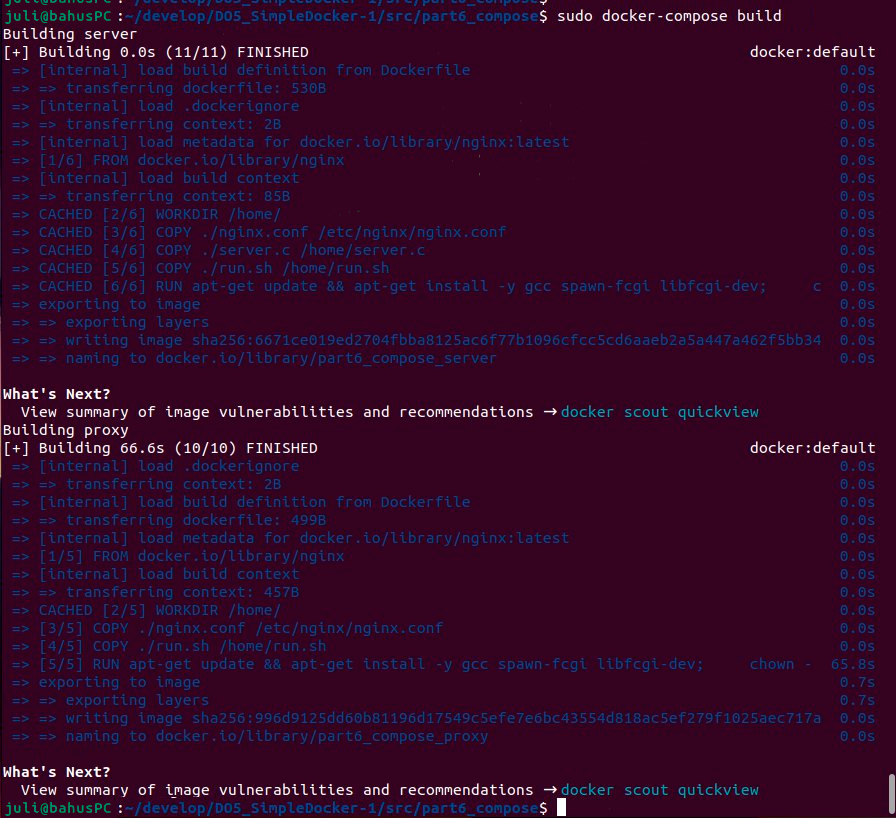 juli@bahusPC:~/develop/DO5_SimpleDocker-1/src/part6_compose$
juli@bahusPC:~/develop/DO5_SimpleDocker-1/src/part6_compose$ sudo docker-compose build
Building server
[+] Building 0.0s (11/11) FINISHED docker:default
=> [internal] load build definition from Dockerfile 0.0s
=> => transferring dockerfile: 530B 0.0s
=> [internal] load .dockerignore 0.0s
=> => transferring context: 2B 0.0s
=> [internal] load metadata for docker.io/library/nginx:latest 0.0s
=> [1/6] FROM docker.io/library/nginx 0.0s
=> [internal] load build context 0.0s
=> => transferring context: 85B 0.0s
=> CACHED [2/6] WORKDIR /home/ 0.0s
=> CACHED [3/6] COPY ./nginx.conf /etc/nginx/nginx.conf 0.0s
=> CACHED [4/6] COPY ./server.c /home/server.c 0.0s
=> CACHED [5/6] COPY ./run.sh /home/run.sh 0.0s
=> CACHED [6/6] RUN apt-get update && apt-get install -y gcc spawn-fcgi libfcgi-dev; c 0.0s
=> exporting to image 0.0s
=> => exporting layers 0.0s
=> => writing image sha256:6671ce019ed2704fbba8125ac6f77b1096cfcc5cd6aaeb2a5a447a462f5bb34 0.0s
=> => naming to docker.io/library/part6_compose_server 0.0s
What's Next?
View summary of image vulnerabilities and recommendations → docker scout quickview
Building proxy
[+] Building 66.6s (10/10) FINISHED docker:default
=> [internal] load .dockerignore 0.0s
=> => transferring context: 2B 0.0s
=> [internal] load build definition from Dockerfile 0.0s
=> => transferring dockerfile: 499B 0.0s
=> [internal] load metadata for docker.io/library/nginx:latest 0.0s
=> [1/5] FROM docker.io/library/nginx 0.0s
=> [internal] load build context 0.0s
=> => transferring context: 457B 0.0s
=> CACHED [2/5] WORKDIR /home/ 0.0s
=> [3/5] COPY ./nginx.conf /etc/nginx/nginx.conf 0.0s
=> [4/5] COPY ./run.sh /home/run.sh 0.0s
=> [5/5] RUN apt-get update && apt-get install -y gcc spawn-fcgi libfcgi-dev; chown - 65.8s
=> exporting to image 0.7s
=> => exporting layers 0.7s
=> => writing image sha256:996d9125dd60b81196d17549c5efe7e6bc43554d818ac5ef279f1025aec717a 0.0s
=> => naming to docker.io/library/part6_compose_proxy 0.0s
What's Next?
View summary of image vulnerabilities and recommendations → docker scout quickview
juli@bahusPC:~/develop/DO5_SimpleDocker-1/src/part6_compose$